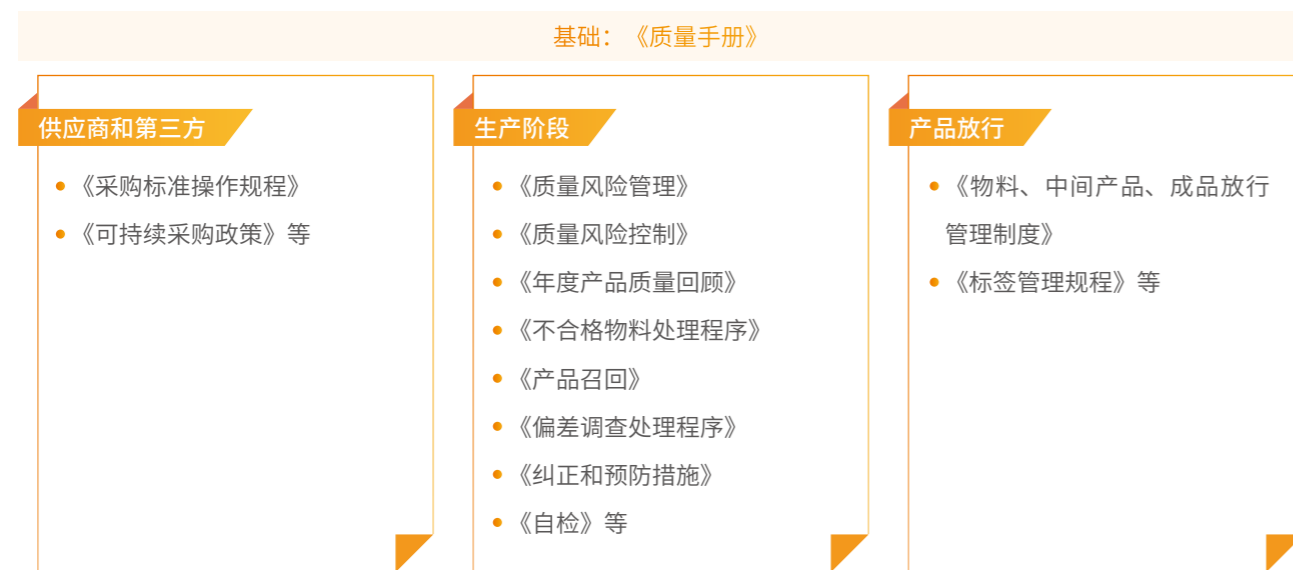 基础：《质量手册》
供应商和第三方
《采购标准操作规程》
《可持续采购政策》等
生产阶段
《质量风险管理》
《质量风险控制》
《年度产品质量回顾》
《不合格物料处理程序》
《产品召回》
《偏差调查处理程序》
《纠正和预防措施》
《自检》等
产品放行
《物料、中间产品、成品放行
管理制度》
《标签管理规程》等